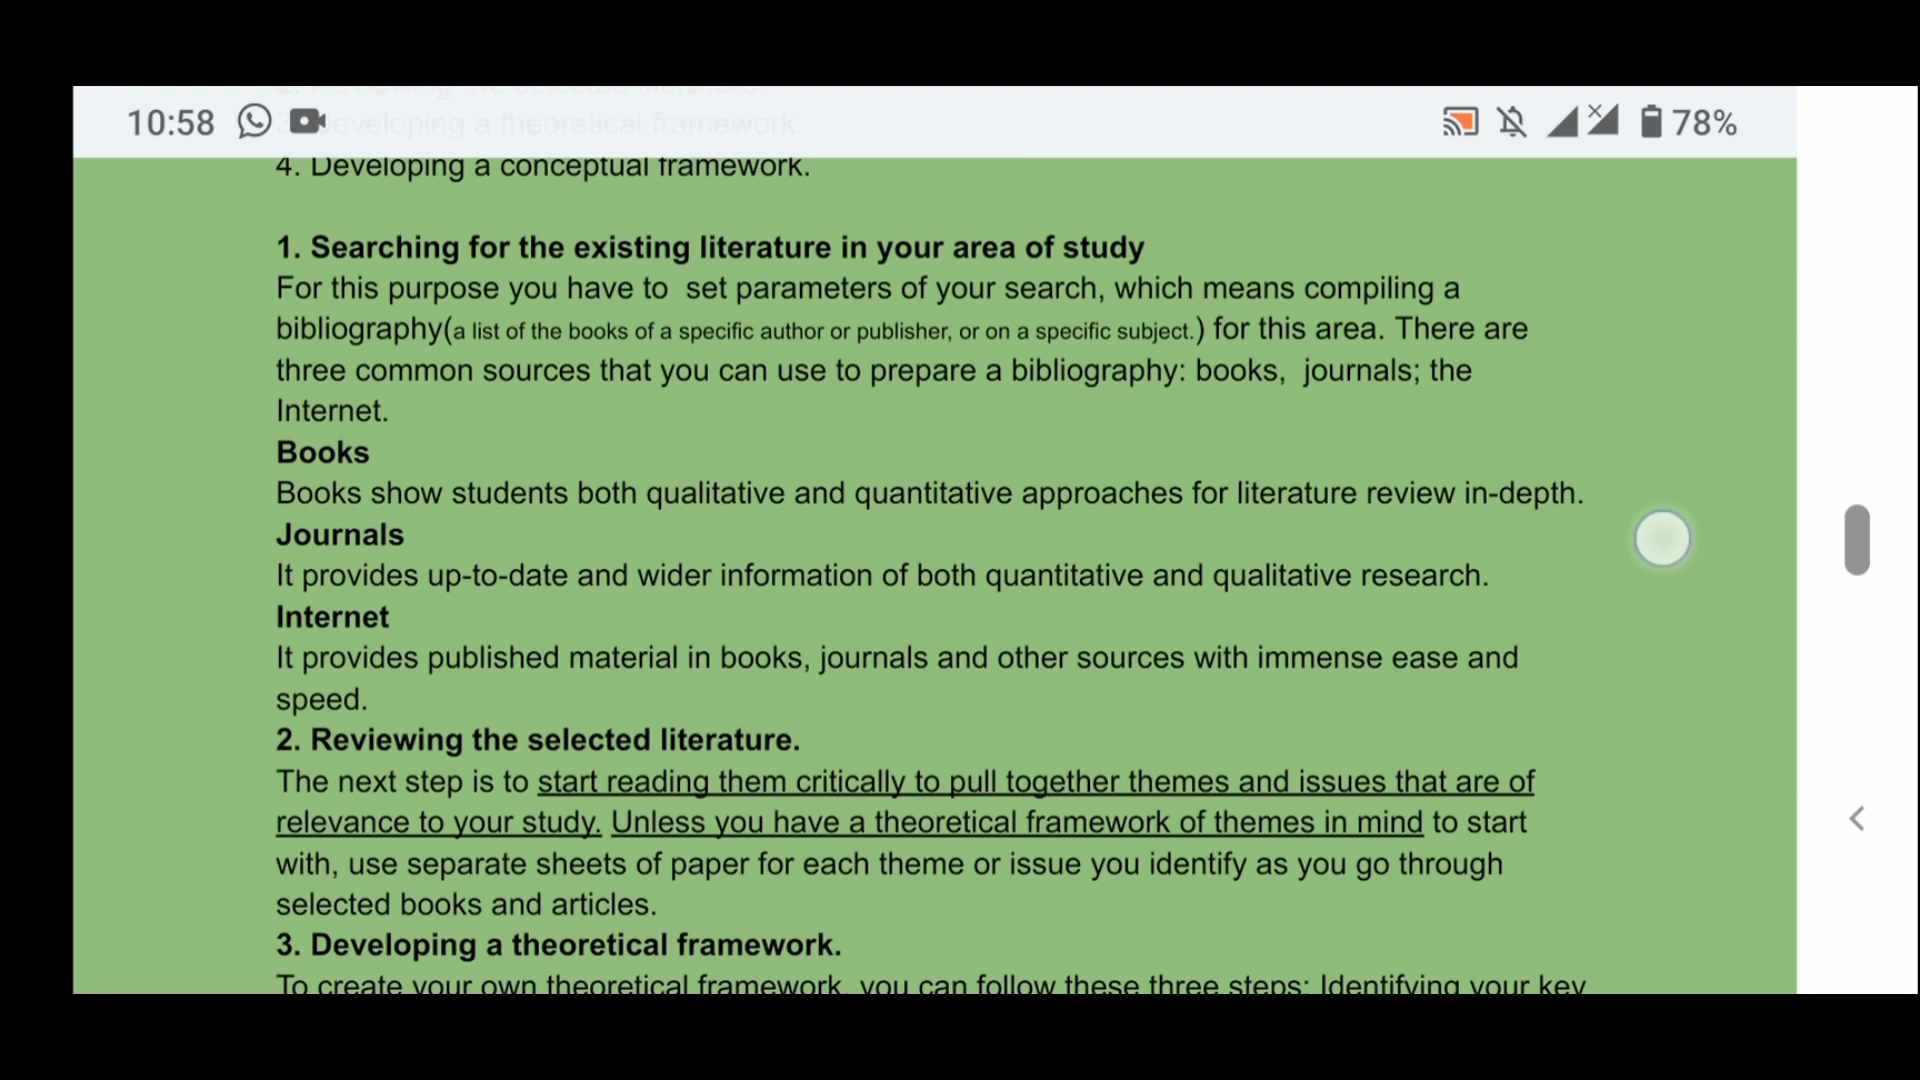 2. Reviewing the selected literature.
10:58
78%
3. Developing a theoretical framework.
4. Developing a conceptual framework.
1. Searching for the existing literature in your area of study
For this purpose you have to  set parameters of your search, which means compiling a
bibliography(a list of the books of a specific author or publisher, or on a specific subject.) for this area. There are
three common sources that you can use to prepare a bibliography: books,  journals; the
Internet.
Books
Books show students both qualitative and quantitative approaches for literature review in-depth.
Journals
It provides up-to-date and wider information of both quantitative and qualitative research.
Internet
It provides published material in books, journals and other sources with immense ease and
speed.
2. Reviewing the selected literature.
The next step is to start reading them critically to pull together themes and issues that are of
relevance to your study. Unless you have a theoretical framework of themes in mind to start
with, use separate sheets of paper for each theme or issue you identify as you go through
selected books and articles.
3. Developing a theoretical framework.
To create your own theoretical framework, you can follow these three steps: Identifying your key